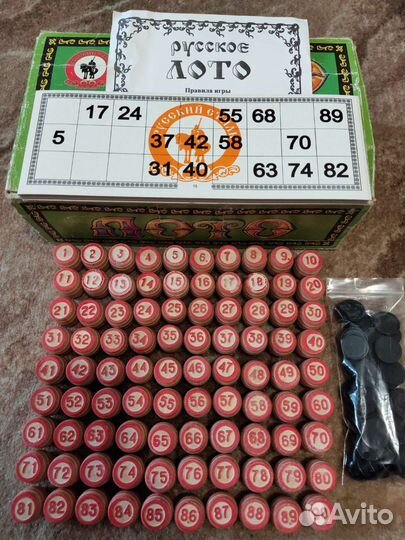 РУССКОЕ
ЛОТО
Правила игры
17 24 55 68 89
5 37 42 58 70
31 40 63 74 82
РУССКИЙ СТИЛЬ
ЛОТО
1 2 3 4 5 6 7 8 9 10
11 12 13 14 15 16 17 18 19 20
21 22 23 24 25 26 27 28 29 30
31 32 33 34 35 36 37 38 39 40
41 42 43 44 45 46 47 48 49 50
51 52 53 54 55 56 57 58 59 60
61 62 63 64 65 66 67 68 69 70
71 72 73 74 75 76 77 78 79 80
81 82 83 84 85 86 87 88 89
Avito